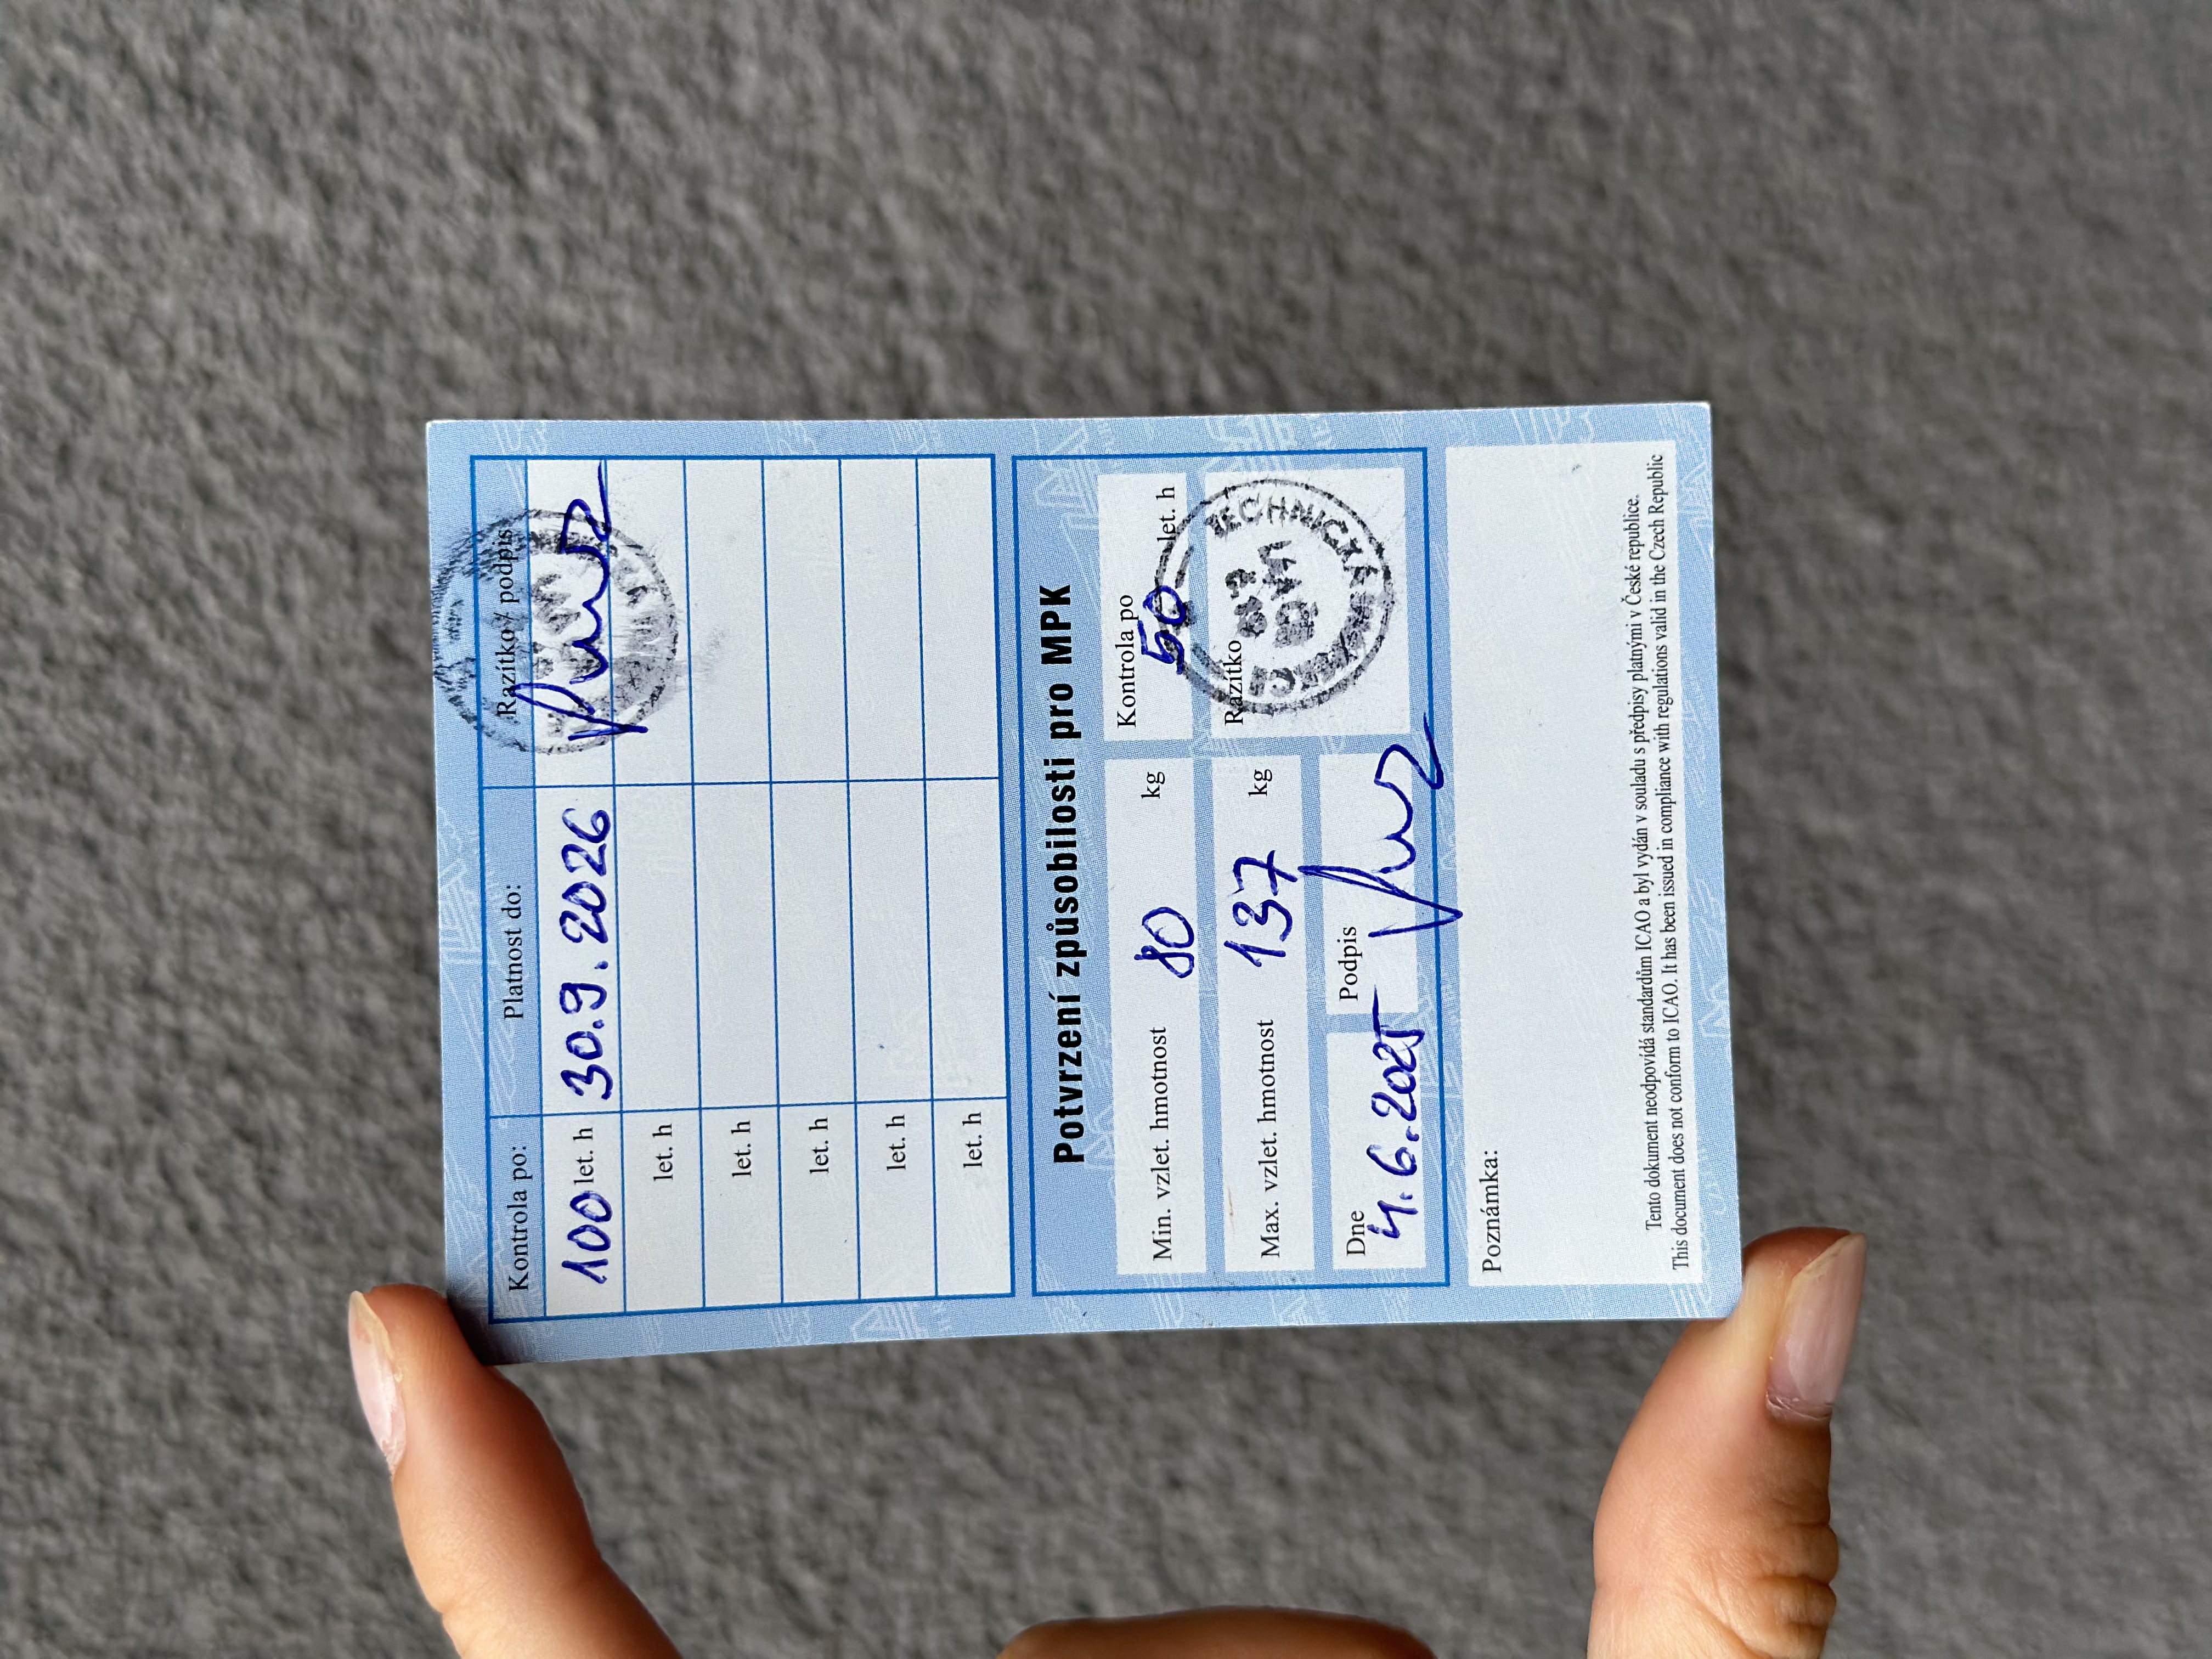 Kontrola po: Platnost do: Razítko / podpis
100 let. h 30.9.2026
let. h
let. h
let. h
let. h
let. h
Potvrzení způsobilosti pro MPK
Min. vzlet. hmotnost 80 kg
Kontrola po
50 let. h
Max. vzlet. hmotnost 137 kg
Razítko
TECHNICKÁ
Dne
4.6.2025
Podpis
Poznámka:
Tento dokument neodpovídá standardům ICAO a byl vydán v souladu s předpisy platnými v České republice.
This document does not conform to ICAO. It has been issued in compliance with regulations valid in the Czech Republic